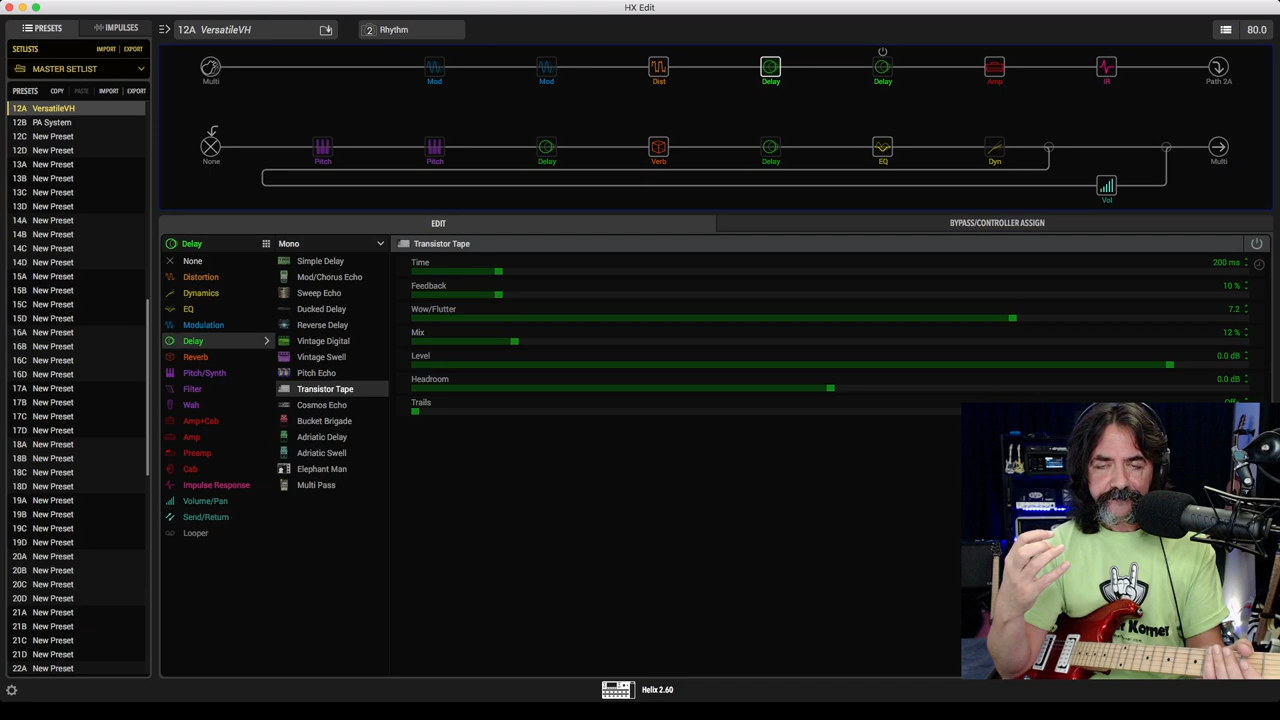 HX Edit
PRESETS
IMPULSES
12A VersatileVH
2 Rhythm
80.0
SETLISTS
IMPORT
EXPORT
MASTER SETLIST
PRESETS
COPY
PASTE
IMPORT
EXPORT
12A VersatileVH
12B PA System
12C New Preset
12D New Preset
13A New Preset
13B New Preset
13C New Preset
13D New Preset
14A New Preset
14B New Preset
14C New Preset
14D New Preset
15A New Preset
15B New Preset
15C New Preset
15D New Preset
16A New Preset
16B New Preset
16C New Preset
16D New Preset
17A New Preset
17B New Preset
17C New Preset
17D New Preset
18A New Preset
18B New Preset
18C New Preset
18D New Preset
19A New Preset
19B New Preset
19C New Preset
19D New Preset
20A New Preset
20B New Preset
20C New Preset
20D New Preset
21A New Preset
21B New Preset
21C New Preset
21D New Preset
22A New Preset
Multi
Mod
Mod
Dist
Delay
Delay
Amp
IR
Path 2A
None
Pitch
Pitch
Delay
Verb
Delay
EQ
Dyn
Multi
Vol
EDIT
BYPASS/CONTROLLER ASSIGN
Delay
None
Distortion
Dynamics
EQ
Modulation
Delay
Reverb
Pitch/Synth
Filter
Wah
Amp+Cab
Amp
Preamp
Cab
Impulse Response
Volume/Pan
Send/Return
Looper
Mono
Simple Delay
Mod/Chorus Echo
Sweep Echo
Ducked Delay
Reverse Delay
Vintage Digital
Vintage Swell
Pitch Echo
Transistor Tape
Cosmos Echo
Bucket Brigade
Adriatic Delay
Adriatic Swell
Elephant Man
Multi Pass
Transistor Tape
Time 200 ms
Feedback 10 %
Wow/Flutter 7.2
Mix 12 %
Level 0.0 dB
Headroom 0.0 dB
Trails
Korner
Helix 2.60